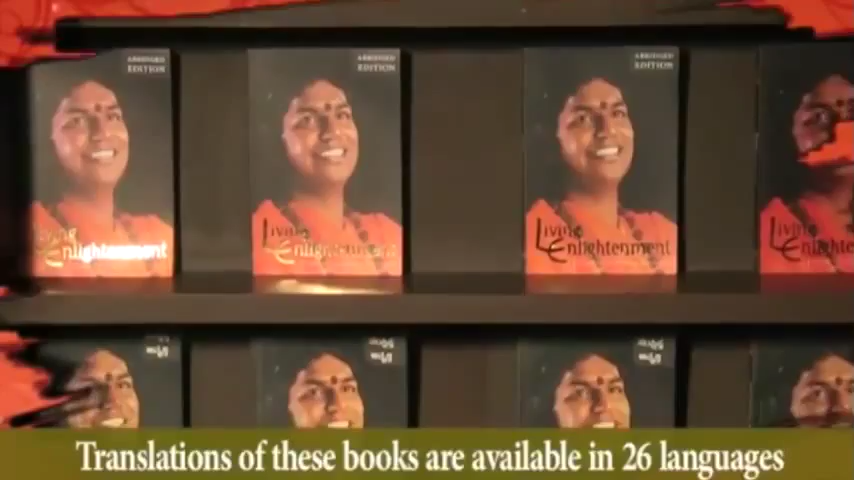 ABRIDGED
EDITION
Living
Enlightenment
ABRIDGED
EDITION
Living
Enlightenment
ABRIDGED
EDITION
Living
Enlightenment
Living
Translations of these books are available in 26 languages